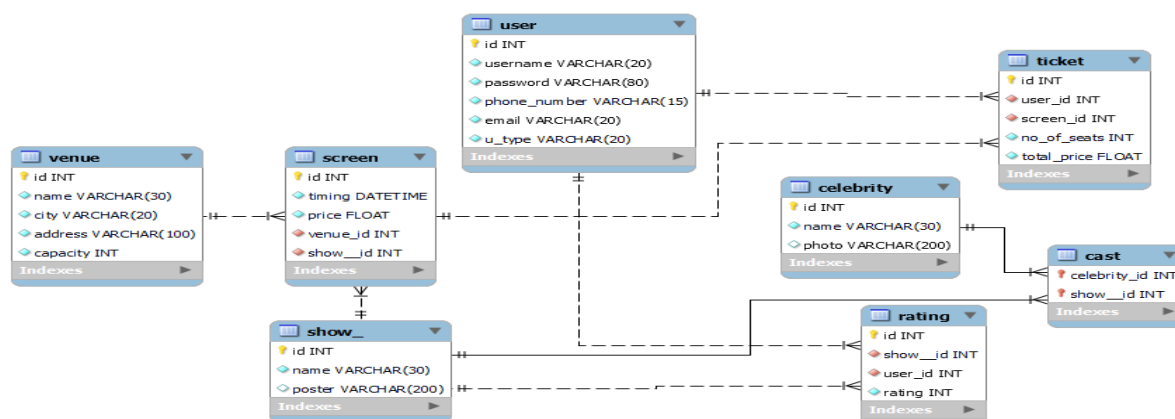 user
id INT
username VARCHAR(20)
password VARCHAR(80)
phone_number VARCHAR(15)
email VARCHAR(20)
u_type VARCHAR(20)
Indexes
ticket
id INT
user_id INT
screen_id INT
no_of_seats INT
total_price FLOAT
Indexes
venue
id INT
name VARCHAR(30)
city VARCHAR(20)
address VARCHAR(100)
capacity INT
Indexes
screen
id INT
timing DATETIME
price FLOAT
venue_id INT
show__id INT
Indexes
celebrity
id INT
name VARCHAR(30)
photo VARCHAR(200)
Indexes
cast
celebrity_id INT
show__id INT
Indexes
show_
id INT
name VARCHAR(30)
poster VARCHAR(200)
Indexes
rating
id INT
show__id INT
user_id INT
rating INT
Indexes